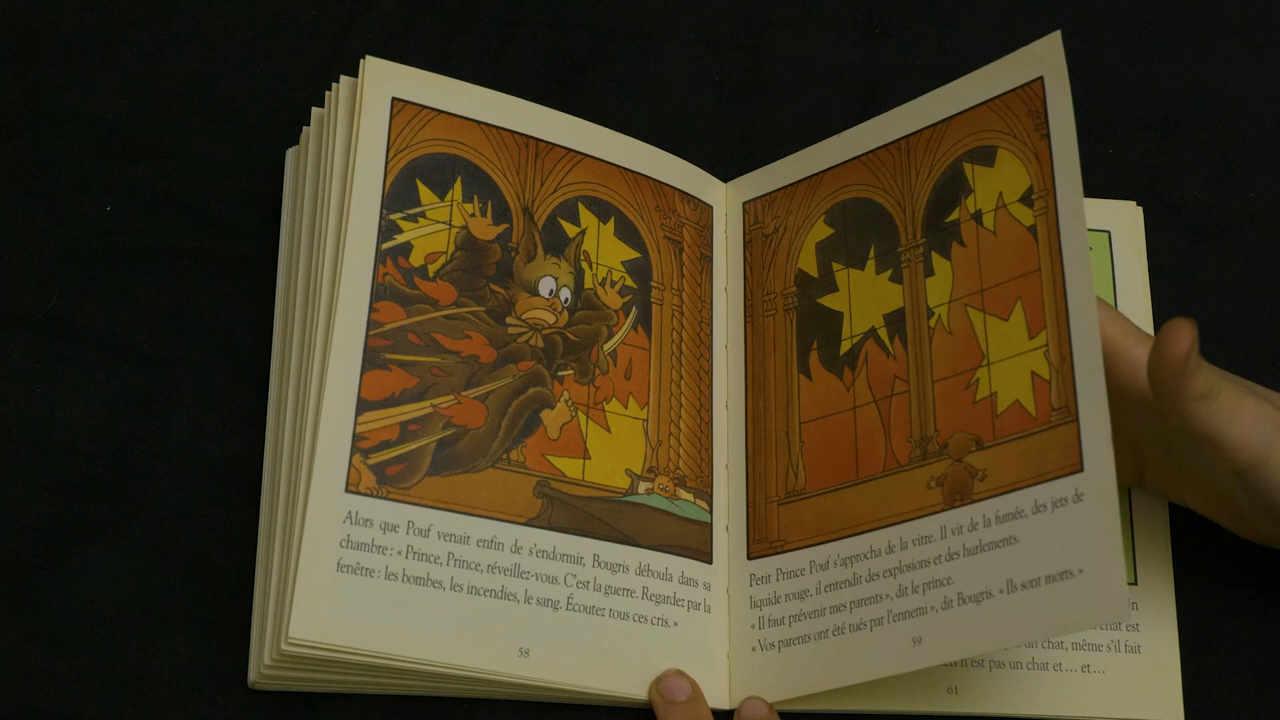 Alors que Pouf venait enfin de s'endormir, Bougris déboula dans sa
chambre : « Prince, Prince, réveillez-vous. C'est la guerre. Regardez par la
fenêtre : les bombes, les incendies, le sang. Écoutez tous ces cris. »
58
Petit Prince Pouf s'approcha de la vitre. Il vit de la fumée, des jets de
liquide rouge, il entendit des explosions et des hurlements.
« Il faut prévenir mes parents », dit le prince.
« Vos parents ont été tués par l'ennemi », dit Bougris. « Ils sont morts. »
59
chat est
un chat, même s'il fait
n'est pas un chat et… et…
61